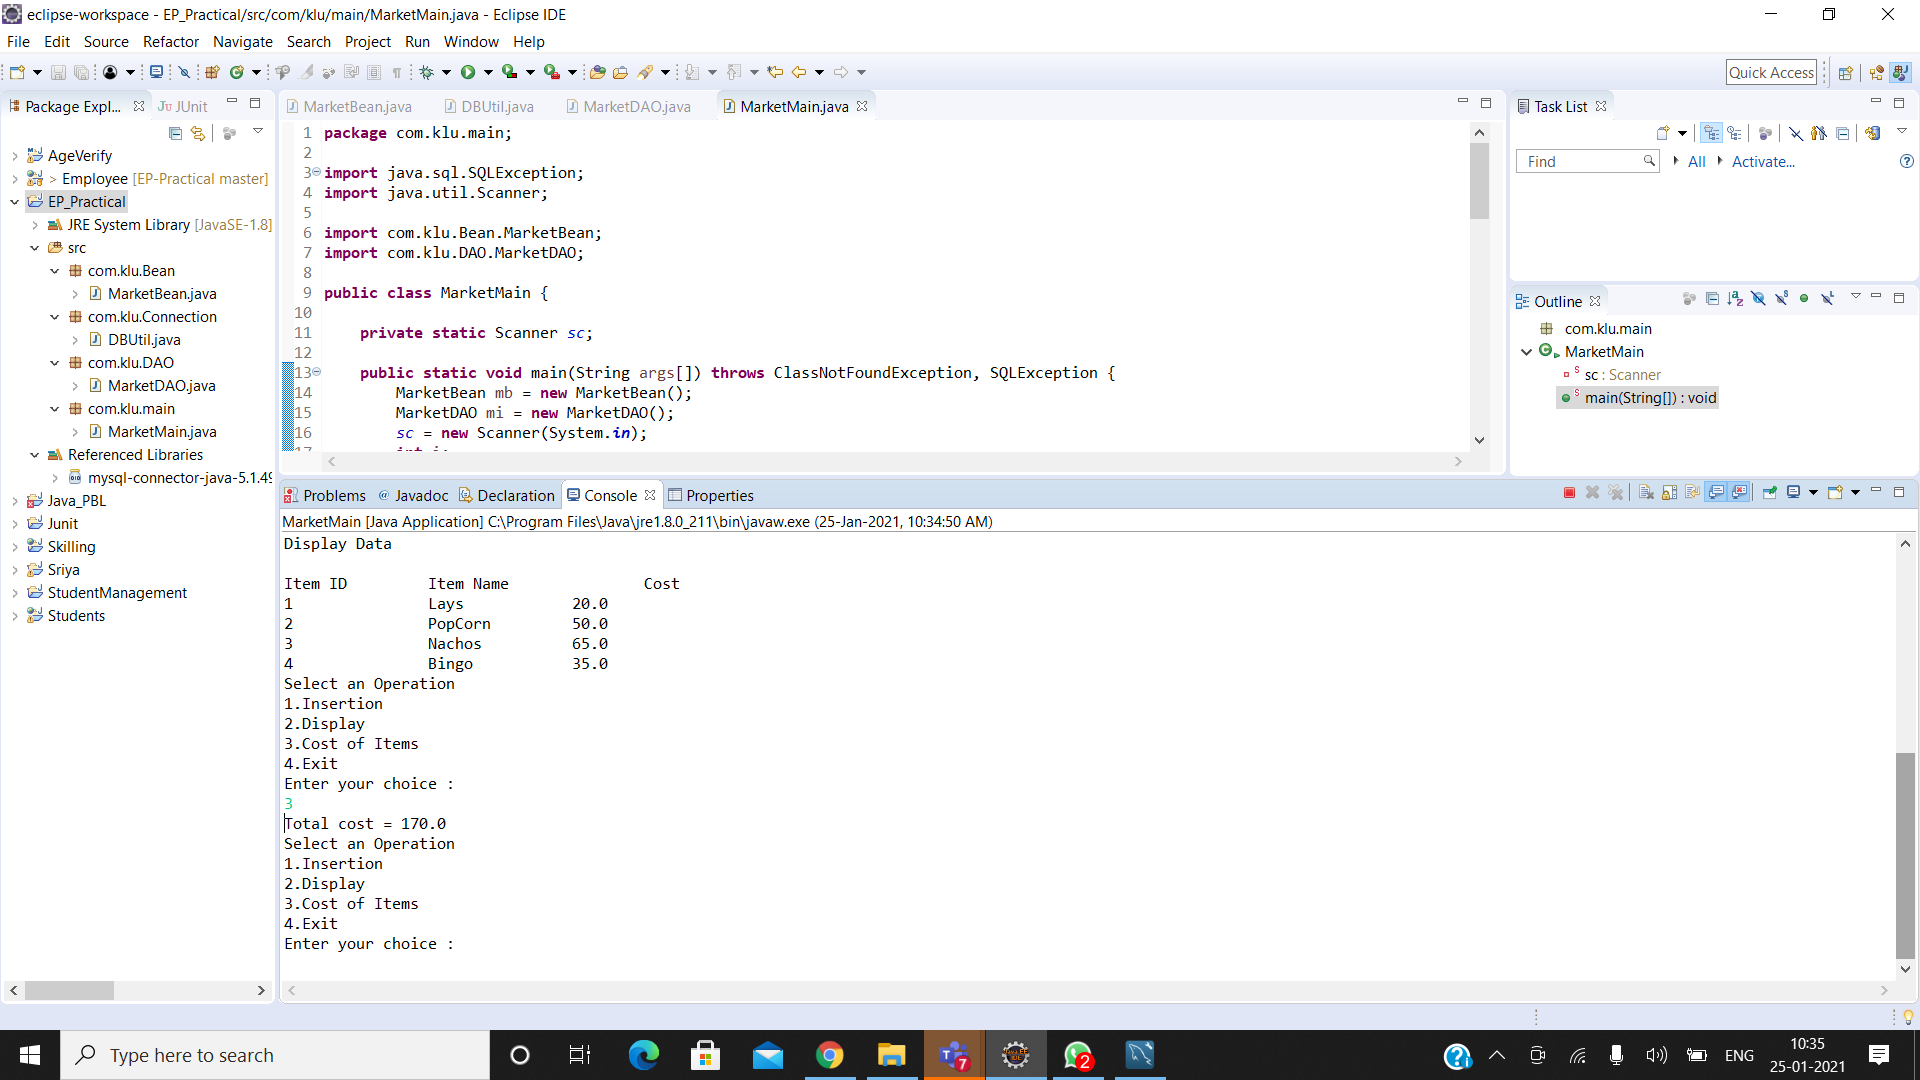 eclipse-workspace - EP_Practical/src/com/klu/main/MarketMain.java - Eclipse IDE
File Edit Source Refactor Navigate Search Project Run Window Help
Quick Access
Package Expl... JUnit
AgeVerify
> Employee [EP-Practical master]
EP_Practical
JRE System Library [JavaSE-1.8]
src
com.klu.Bean
MarketBean.java
com.klu.Connection
DBUtil.java
com.klu.DAO
MarketDAO.java
com.klu.main
MarketMain.java
Referenced Libraries
mysql-connector-java-5.1.49
Java_PBL
Junit
Skilling
Sriya
StudentManagement
Students
MarketBean.java DBUtil.java MarketDAO.java MarketMain.java
1 package com.klu.main;
2
3 import java.sql.SQLException;
4 import java.util.Scanner;
5
6 import com.klu.Bean.MarketBean;
7 import com.klu.DAO.MarketDAO;
8
9 public class MarketMain {
10
11 private static Scanner sc;
12
13 public static void main(String args[]) throws ClassNotFoundException, SQLException {
14 MarketBean mb = new MarketBean();
15 MarketDAO mi = new MarketDAO();
16 sc = new Scanner(System.in);
Task List
Find All Activate...
Outline
com.klu.main
MarketMain
sc : Scanner
main(String[]) : void
Problems Javadoc Declaration Console Properties
MarketMain [Java Application] C:\Program Files\Java\jre1.8.0_211\bin\javaw.exe (25-Jan-2021, 10:34:50 AM)
Display Data
Item ID Item Name Cost
1 Lays 20.0
2 PopCorn 50.0
3 Nachos 65.0
4 Bingo 35.0
Select an Operation
1.Insertion
2.Display
3.Cost of Items
4.Exit
Enter your choice :
3
Total cost = 170.0
Select an Operation
1.Insertion
2.Display
3.Cost of Items
4.Exit
Enter your choice :
Type here to search
7
2
ENG
10:35
25-01-2021